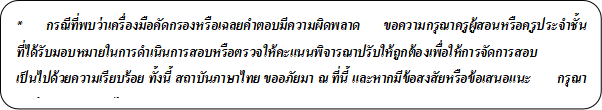 * กรณีที่พบว่าเครื่องมือคัดกรองหรือเฉลยคำตอบมีความผิดพลาด ขอความกรุณาครูผู้สอนหรือครูประจำชั้น
ที่ได้รับมอบหมายในการดำเนินการสอบหรือตรวจให้คะแนนพิจารณาปรับให้ถูกต้องเพื่อให้การจัดการสอบ
เป็นไปด้วยความเรียบร้อย ทั้งนี้ สถาบันภาษาไทย ขออภัยมา ณ ที่นี้ และหากมีข้อสงสัยหรือข้อเสนอแนะ กรุณา